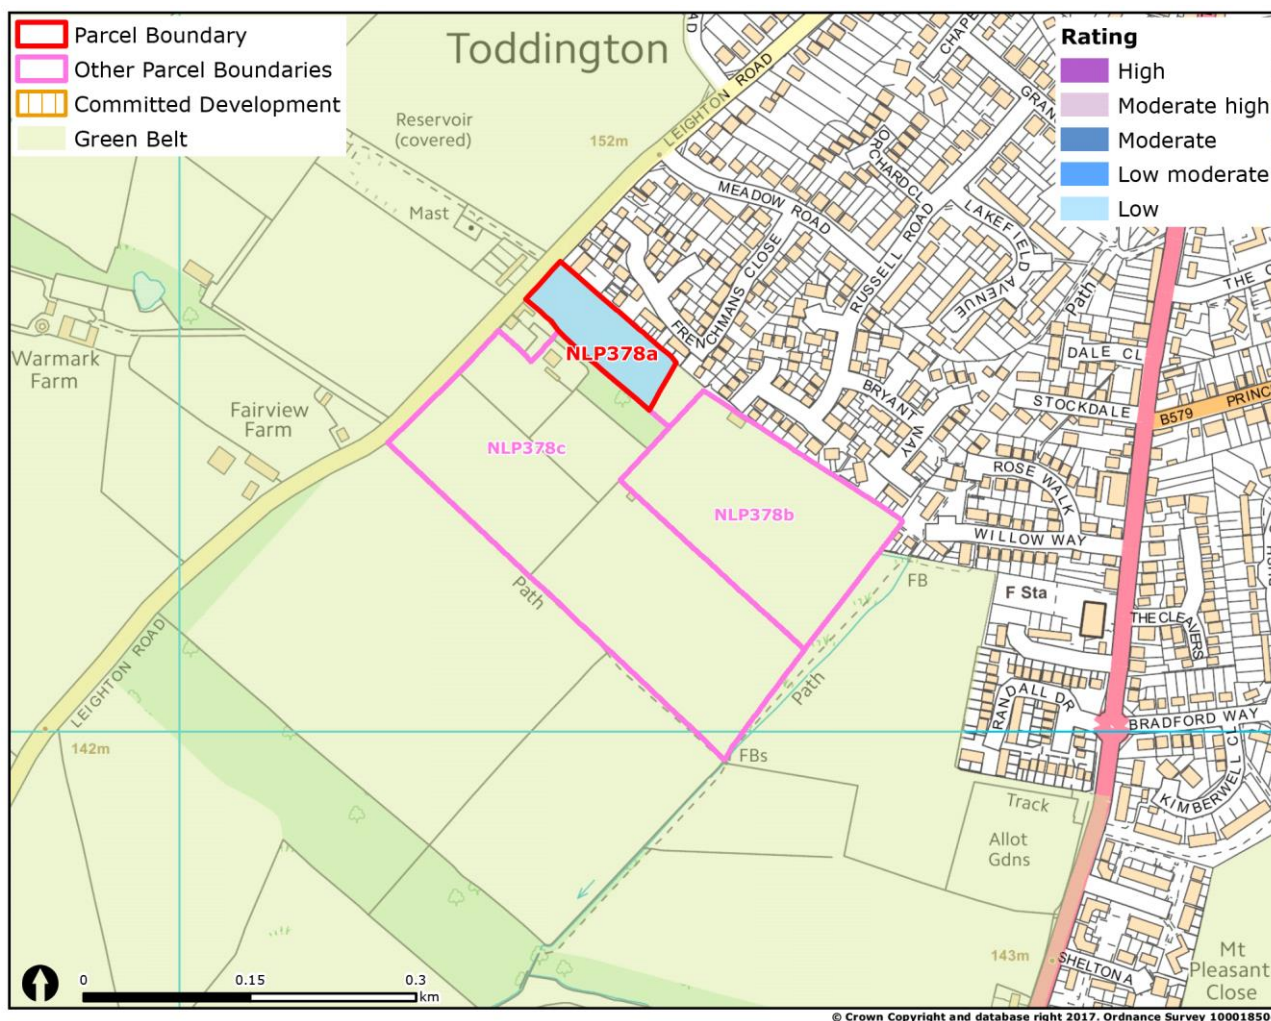 Parcel Boundary
Other Parcel Boundaries
Committed Development
Green Belt
Toddington
Rating
High
Moderate high
Moderate
Low moderate
Low
Reservoir
(covered)
152m
LEIGHTON ROAD
CHAPE
GRAN
ORCHARDCL
MEADOW ROAD
LAKEFIELD
AVENUE
RUSSELL ROAD
FRENCHMANS CLOSE
Path
THE C
Mast
NLP378a
Warmark
Farm
Fairview
Farm
DALE CL
STOCKDALE
B579
PRINC
BRYANT WAY
ROSE WALK
WILLOW WAY
NLP378c
NLP378b
FB
F Sta
THE CLEAVERS
Path
Path
LEIGHTON ROAD
142m
RANDALL DR
BRADFORD WAY
KIMBERWELL CL
FBs
Track
Allot
Gdns
143m
SHELTON A
Mt
Pleasant
Close
0
0.15
0.3
km
© Crown Copyright and database right 2017. Ordnance Survey 10001850